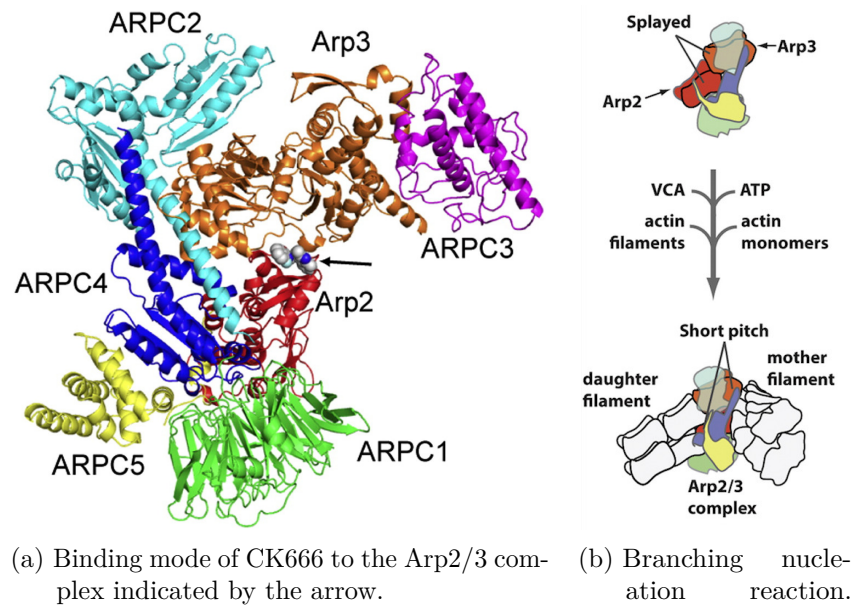 ARPC2
Arp3
ARPC3
ARPC4
Arp2
ARPC5
ARPC1
(a) Binding mode of CK666 to the Arp2/3 com-
plex indicated by the arrow.
(b)
Splayed
Arp3
Arp2
VCA
ATP
actin
filaments
actin
monomers
Short pitch
daughter
filament
mother
filament
Arp2/3
complex
(b) Branching nucle-
ation reaction.